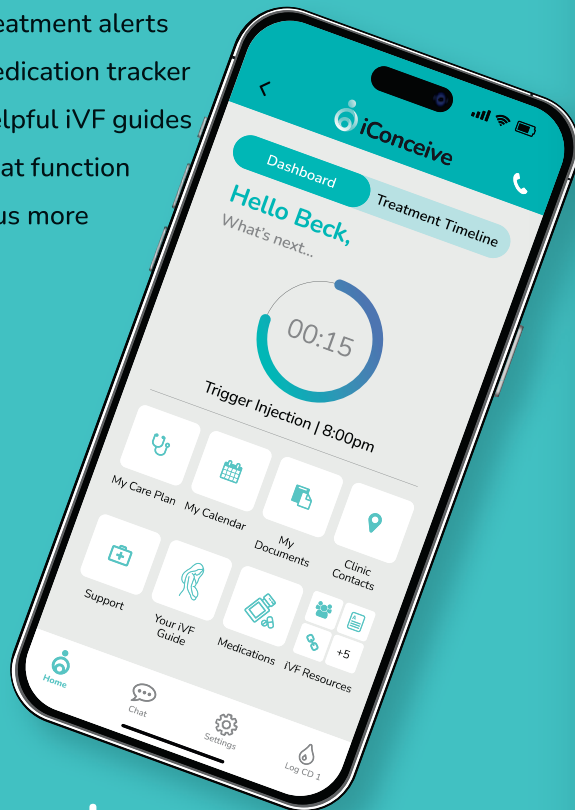 eatment alerts
edication tracker
elpful iVF guides
at function
us more
iConceive
Dashboard
Treatment Timeline
Hello Beck,
What's next...
00:15
Trigger Injection | 8:00pm
My Care Plan
My Calendar
My
Documents
Clinic
Contacts
Support
Your iVF
Guide
Medications
+5
iVF Resources
Home
Chat
Settings
Log CD 1